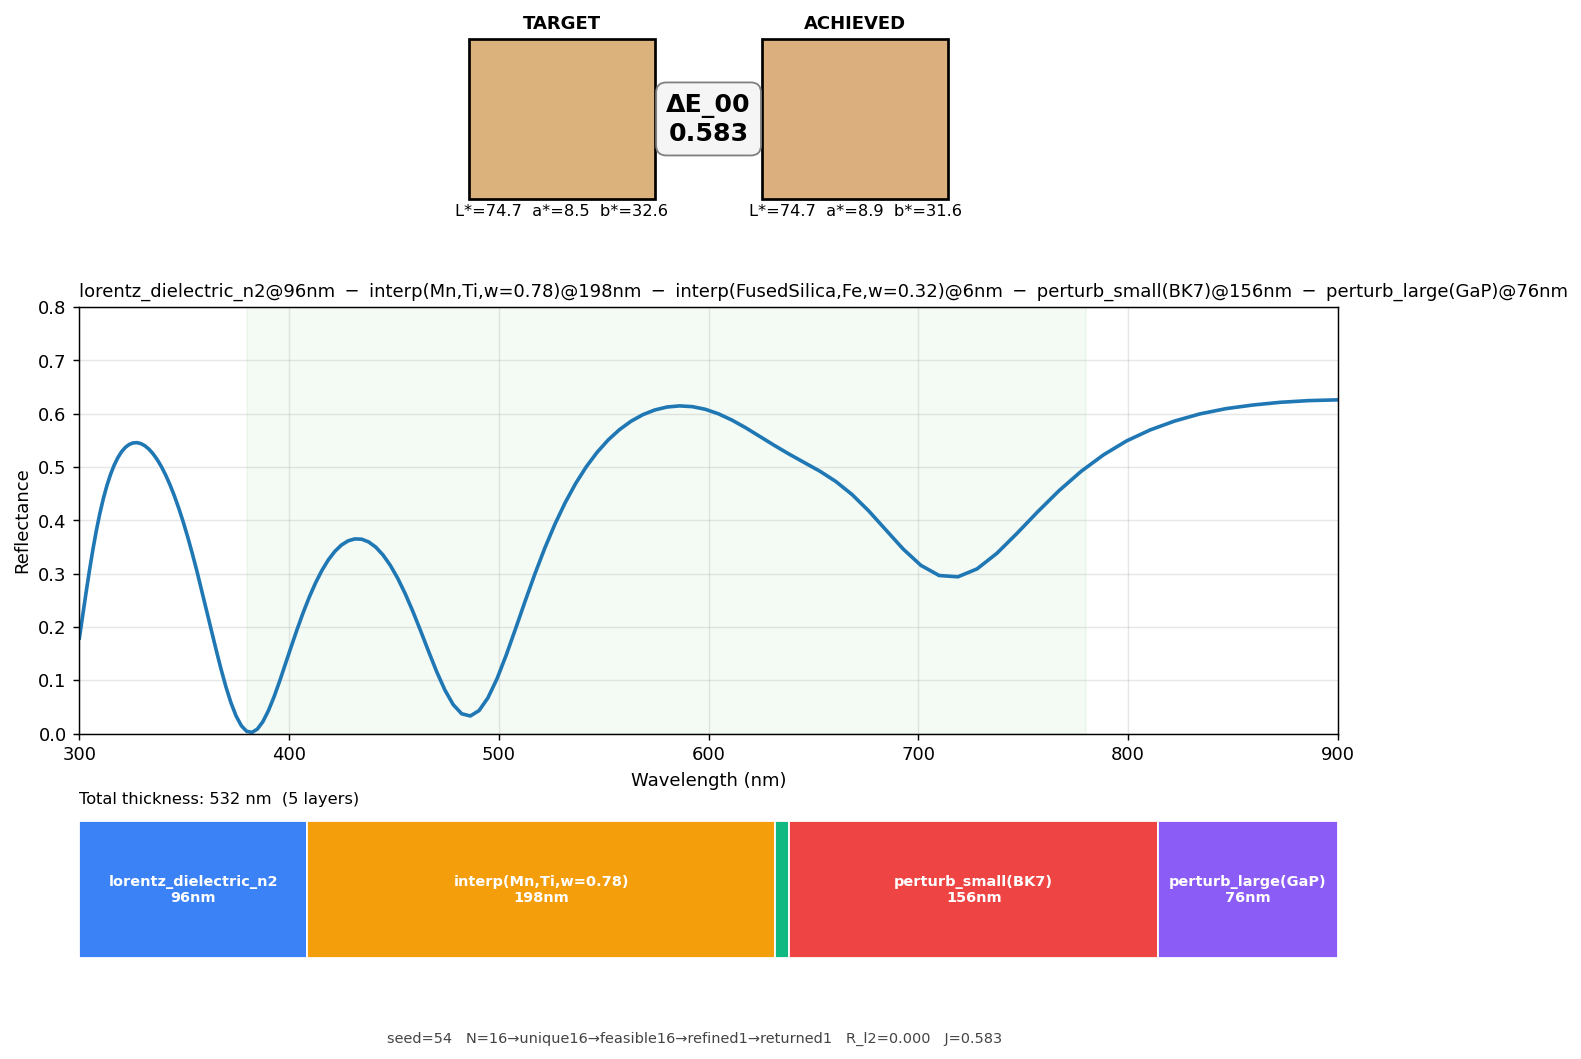 TARGET
ACHIEVED
ΔE_00
0.583
L*=74.7  a*=8.5  b*=32.6
L*=74.7  a*=8.9  b*=31.6
lorentz_dielectric_n2@96nm − interp(Mn,Ti,w=0.78)@198nm − interp(FusedSilica,Fe,w=0.32)@6nm − perturb_small(BK7)@156nm − perturb_large(GaP)@76nm
0.8
0.7
0.6
0.5
0.4
0.3
0.2
0.1
0.0
Reflectance
300
400
500
600
700
800
900
Wavelength (nm)
Total thickness: 532 nm  (5 layers)
lorentz_dielectric_n2
96nm
interp(Mn,Ti,w=0.78)
198nm
perturb_small(BK7)
156nm
perturb_large(GaP)
76nm
seed=54   N=16→unique16→feasible16→refined1→returned1   R_l2=0.000   J=0.583